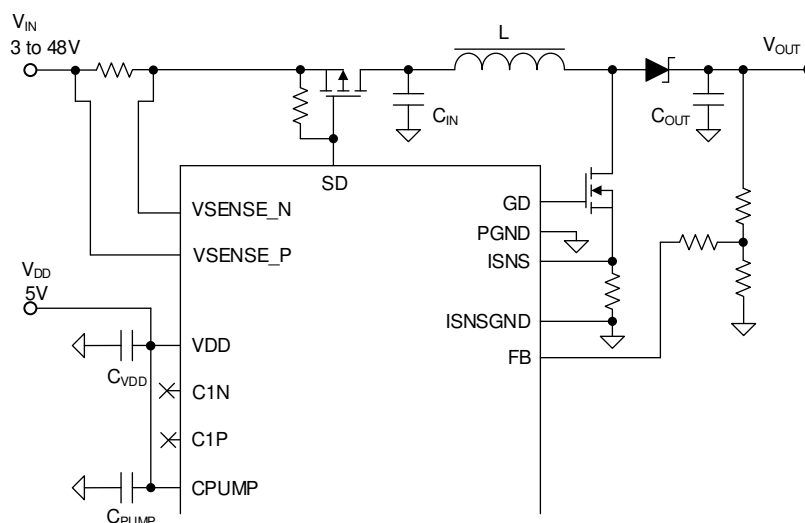 VIN
3 to 48V
L
VOUT
CIN
COUT
SD
VSENSE_N
GD
PGND
VSENSE_P
ISNS
VDD
5V
ISNSGND
VDD
FB
CVDD
C1N
C1P
CPUMP
CPUMP